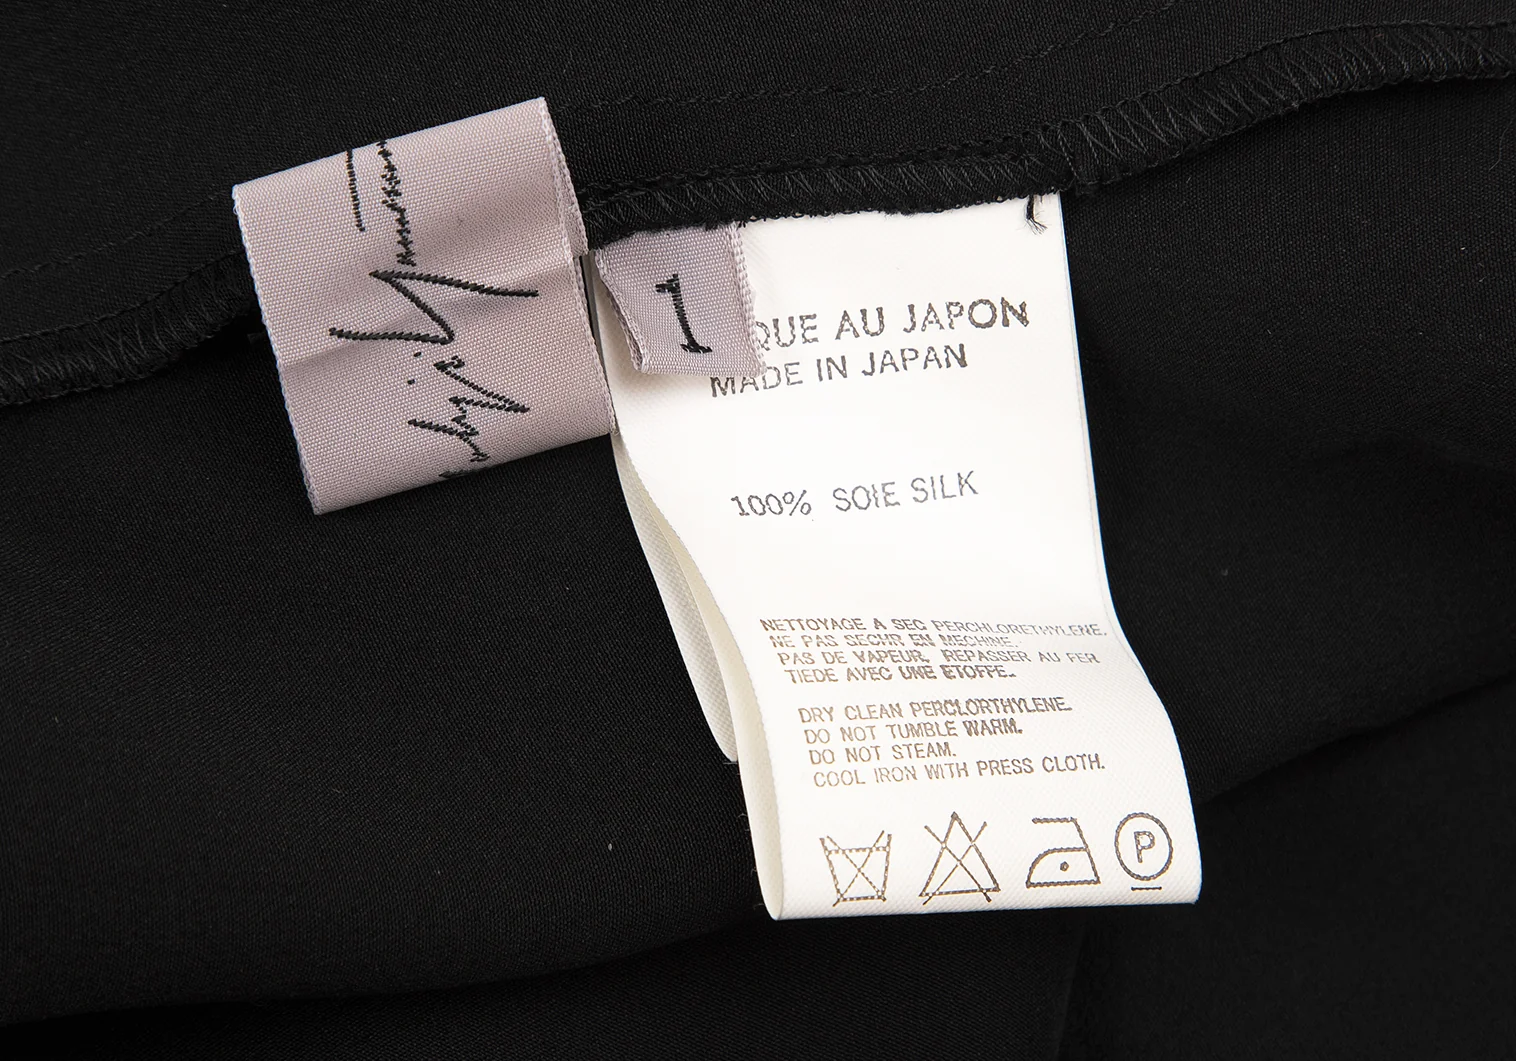 1
QUE AU JAPON
MADE IN JAPAN
100% SOIE SILK
NETTOYAGE A SEC PERCHLORETHYLENE.
NE PAS SECHR EN MECHINE.
PAS DE VAPEUR, REPASSER AU FER
TIEDE AVEC UNE ETOFFE.
DRY CLEAN PERCLORTHYLENE.
DO NOT TUMBLE WARM.
DO NOT STEAM.
COOL IRON WITH PRESS CLOTH.
P